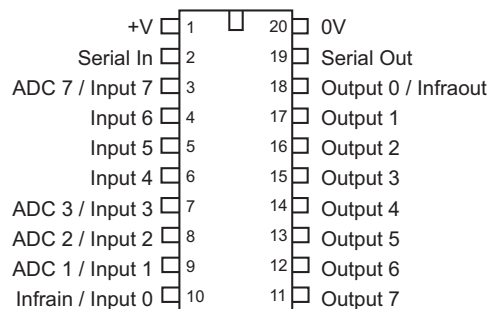 +V 1 20 0V
Serial In 2 19 Serial Out
ADC 7 / Input 7 3 18 Output 0 / Infraout
Input 6 4 17 Output 1
Input 5 5 16 Output 2
Input 4 6 15 Output 3
ADC 3 / Input 3 7 14 Output 4
ADC 2 / Input 2 8 13 Output 5
ADC 1 / Input 1 9 12 Output 6
Infrain / Input 0 10 11 Output 7